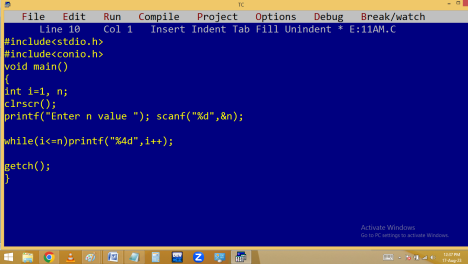 TC
File Edit Run Compile Project Options Debug Break/watch
Line 10 Col 1 Insert Indent Tab Fill Unindent * E:11AM.C
#include<stdio.h>
#include<conio.h>
void main()
{
int i=1, n;
clrscr();
printf("Enter n value "); scanf("%d",&n);
while(i<=n)printf("%4d",i++);
getch();
}
Activate Windows
Go to PC settings to activate Windows.